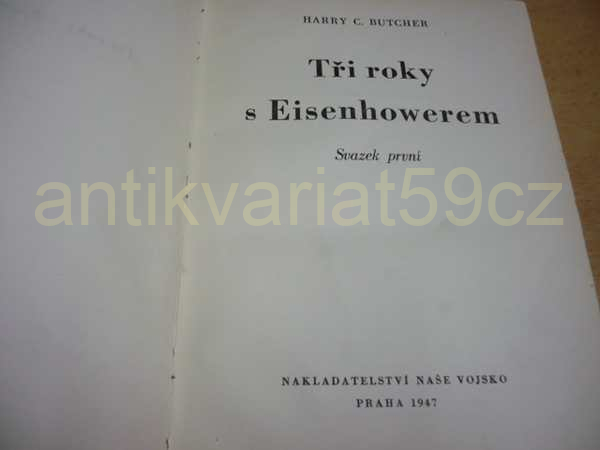 HARRY C. BUTCHER
Tři roky
s Eisenhowerem
Svazek první
antikvariat59cz
NAKLADATELSTVÍ NAŠE VOJSKO
PRAHA 1947